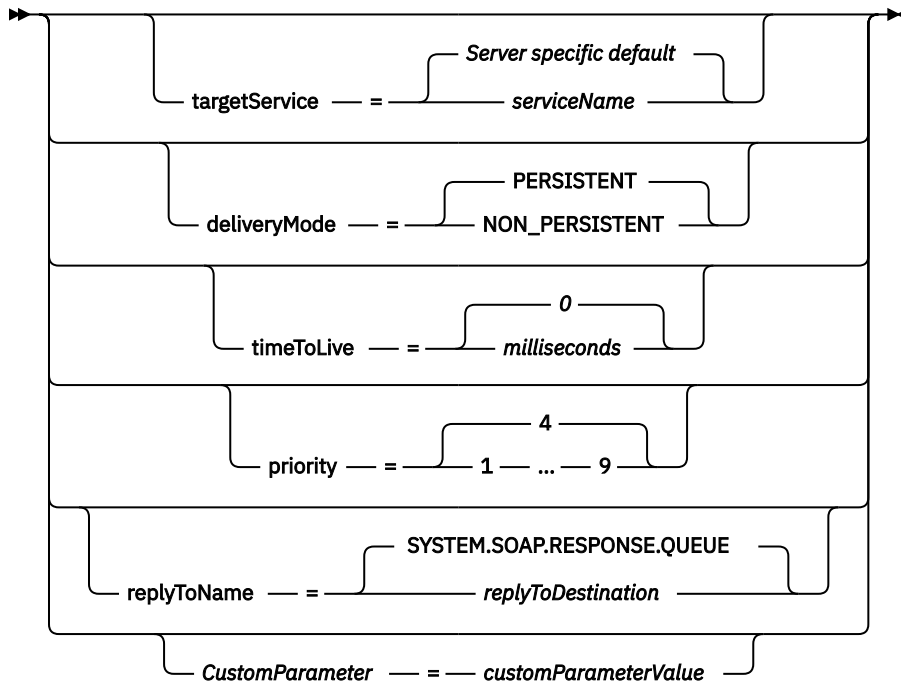 Server specific default
targetService = serviceName
PERSISTENT
deliveryMode = NON_PERSISTENT
0
timeToLive = milliseconds
4
priority = 1 ... 9
SYSTEM.SOAP.RESPONSE.QUEUE
replyToName = replyToDestination
CustomParameter = customParameterValue